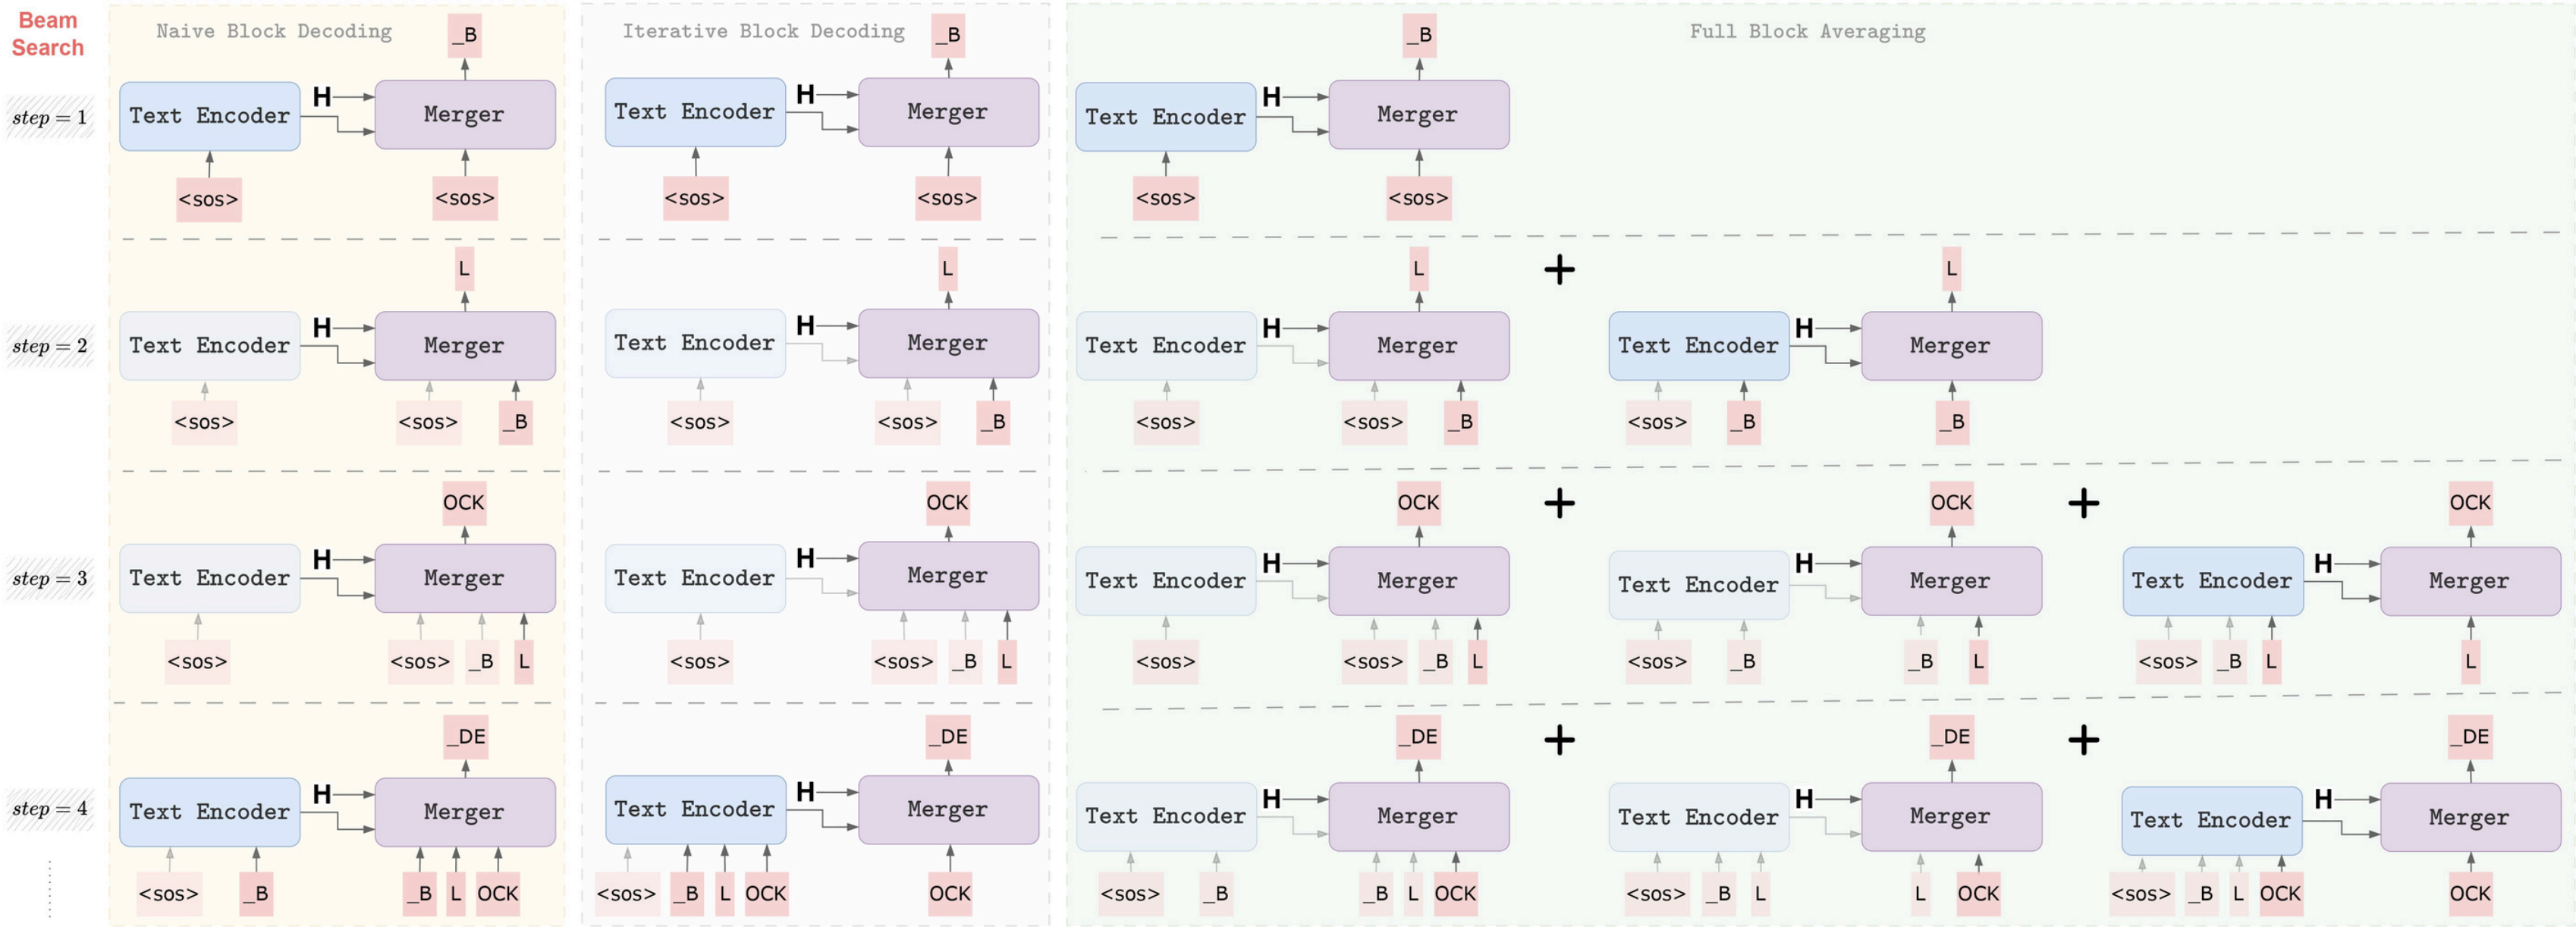 Beam
Search
Naive Block Decoding
Iterative Block Decoding
Full Block Averaging
_B _B _B
step = 1
Text Encoder H Merger Text Encoder H Merger Text Encoder H Merger
<sos> <sos> <sos> <sos> <sos> <sos>
L L L + L
step = 2
Text Encoder H Merger Text Encoder H Merger Text Encoder H Merger Text Encoder H Merger
<sos> <sos> _B <sos> <sos> _B <sos> <sos> _B <sos> _B _B
OCK OCK OCK + OCK + OCK
step = 3
Text Encoder H Merger Text Encoder H Merger Text Encoder H Merger Text Encoder H Merger Text Encoder H Merger
<sos> <sos> _B L <sos> <sos> _B L <sos> <sos> _B L <sos> _B _B L <sos> _B L L
_DE _DE _DE + _DE + _DE
step = 4
Text Encoder H Merger Text Encoder H Merger Text Encoder H Merger Text Encoder H Merger Text Encoder H Merger
<sos> _B _B L OCK <sos> _B L OCK OCK <sos> _B _B L OCK <sos> _B L L OCK <sos> _B L OCK OCK